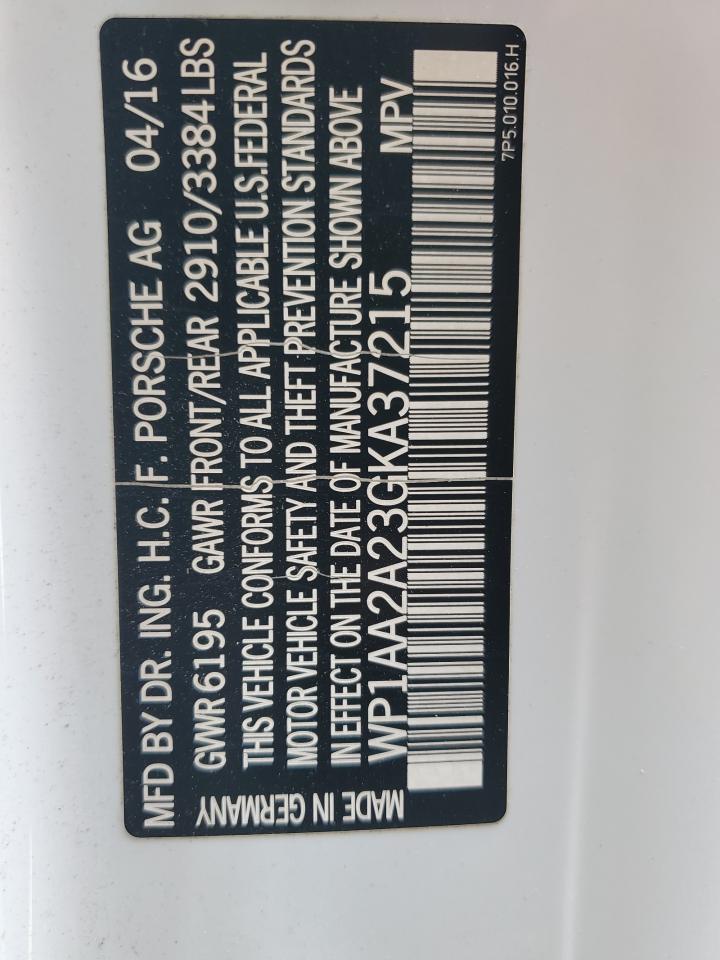 MFD BY DR. ING. H.C. F. PORSCHE AG 04/16
GVWR 6195 GAWR FRONT/REAR 2910/3384 LBS
THIS VEHICLE CONFORMS TO ALL APPLICABLE U.S.FEDERAL
MOTOR VEHICLE SAFETY AND THEFT PREVENTION STANDARDS
IN EFFECT ON THE DATE OF MANUFACTURE SHOWN ABOVE
WP1AA2A23GKA37215 MPV
MADE IN GERMANY
7P5.010.016.H